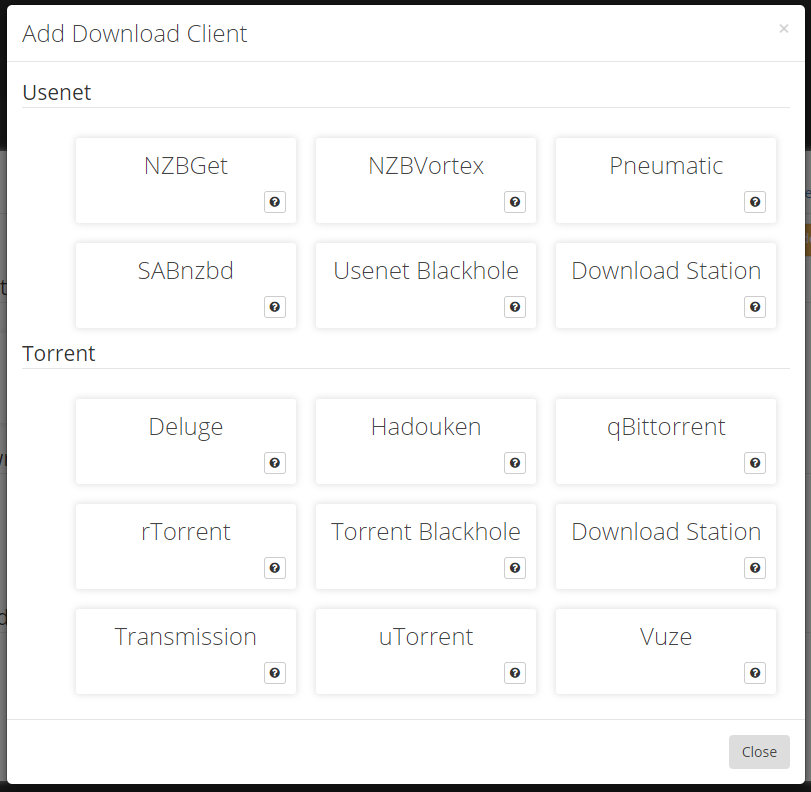 Add Download Client
×
Usenet
NZBGet
NZBVortex
Pneumatic
SABnzbd
Usenet Blackhole
Download Station
Torrent
Deluge
Hadouken
qBittorrent
rTorrent
Torrent Blackhole
Download Station
Transmission
uTorrent
Vuze
Close